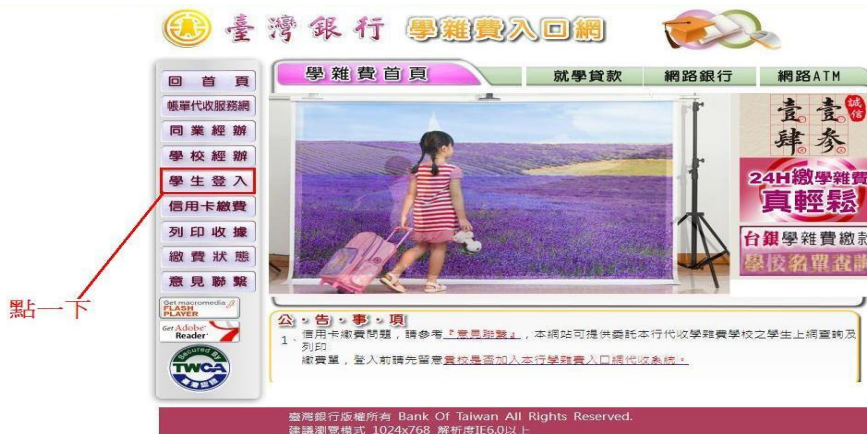 臺灣銀行 學雜費入口網
學雜費首頁 就學貸款 網路銀行 網路ATM
回首頁
帳單代收服務網
同業經辦
學校經辦
學生登入
信用卡繳費
列印收據
繳費狀態
意見聯繫
點一下
Get macromedia
FLASH
PLAYER
Get Adobe
Reader
Secured By
TWCA
壹壹
肆參
誠信
24H繳學雜費
真輕鬆
台銀學雜費繳款
學校名單查詢
公・告・事・項
1、信用卡繳費問題，請參考『意見聯繫』，本網站可提供委託本行代收學雜費學校之學生上網查詢及
列印
繳費單，登入前請先留意貴校是否加入本行學雜費入口網代收系統。
臺灣銀行版權所有 Bank Of Taiwan All Rights Reserved.
建議瀏覽模式 1024x768 解析度IE6.0以上